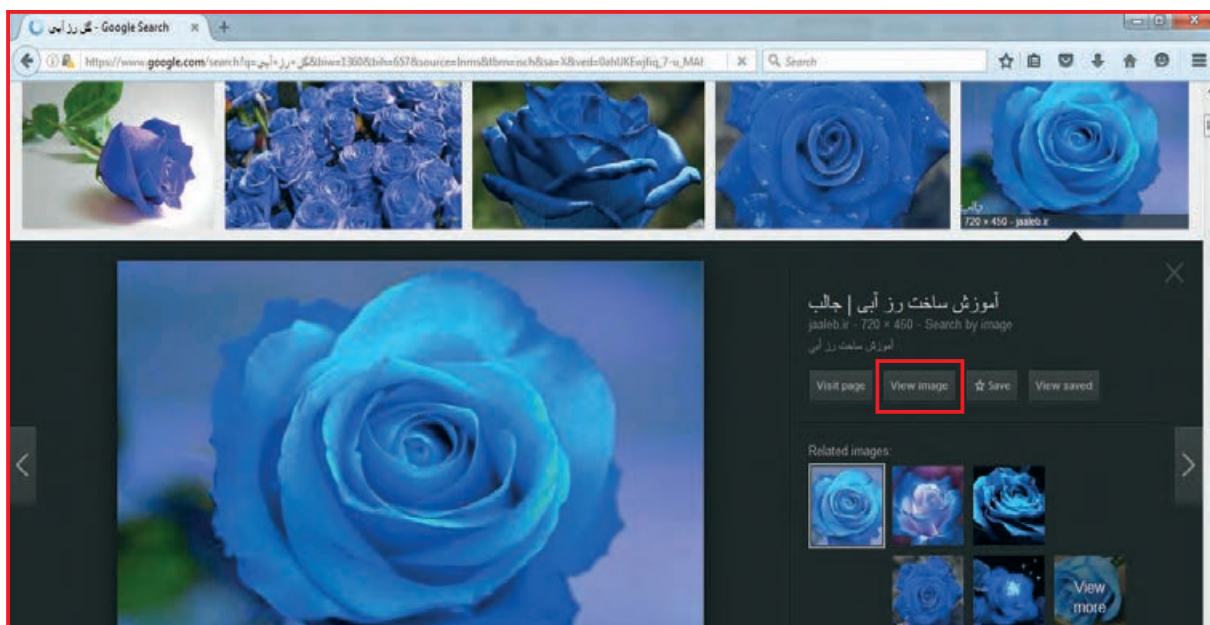 گل رز آبی - Google Search
https://www.google.com/search?q=گل+رز+آبی&biw=1360&bih=657&source=lnms&tbm=isch&sa=X&ved=
Search
جالب
720 × 450 - jaaleb.ir
آموزش ساخت رز آبی | جالب
jaaleb.ir - 720 × 450 - Search by image
آموزش ساخت رز آبی
Visit page View image Save View saved
Related images:
View
more